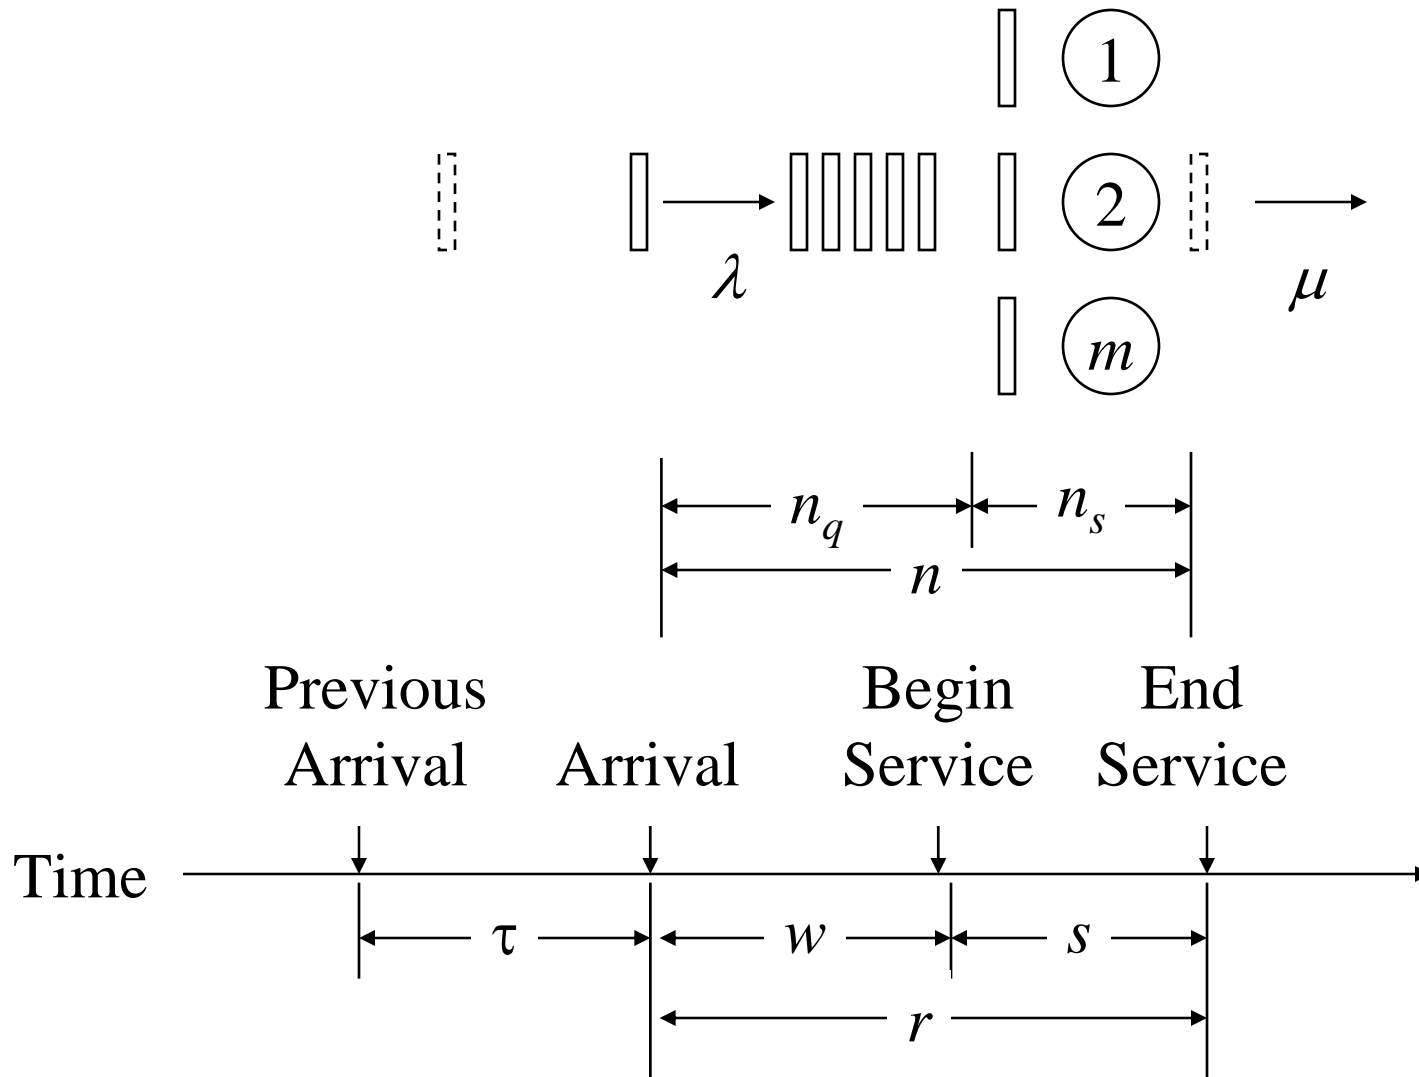 1
2
λ
μ
m
n_q
n_s
n
Previous Arrival
Arrival
Begin Service
End Service
Time
τ
w
s
r